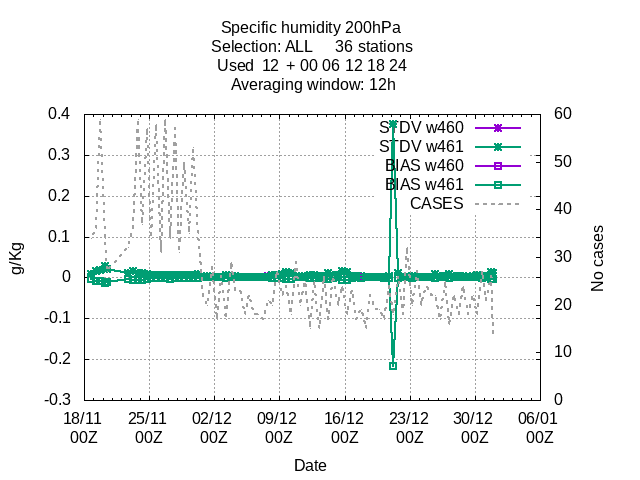 Specific humidity 200hPa
Selection: ALL 36 stations
Used 12 + 00 06 12 18 24
Averaging window: 12h
STDV w460
STDV w461
BIAS w460
BIAS w461
CASES
0.4
0.3
0.2
0.1
0
-0.1
-0.2
-0.3
g/Kg
60
50
40
30
20
10
0
No cases
18/11 25/11 02/12 09/12 16/12 23/12 30/12 06/01
00Z 00Z 00Z 00Z 00Z 00Z 00Z 00Z
Date